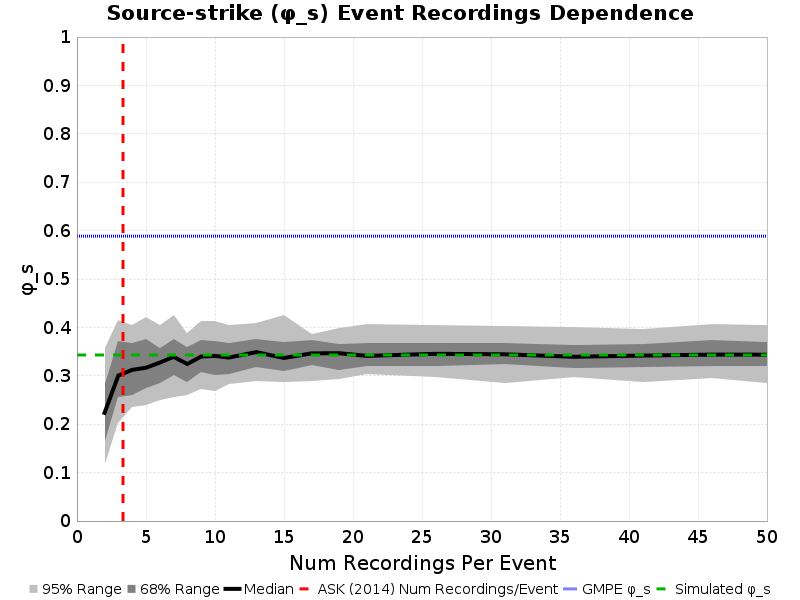 Source-strike (φ_s) Event Recordings Dependence
1
0.9
0.8
0.7
0.6
0.5
0.4
0.3
0.2
0.1
0
φ_s
0 5 10 15 20 25 30 35 40 45 50
Num Recordings Per Event
95% Range 68% Range Median ASK (2014) Num Recordings/Event GMPE φ_s Simulated φ_s